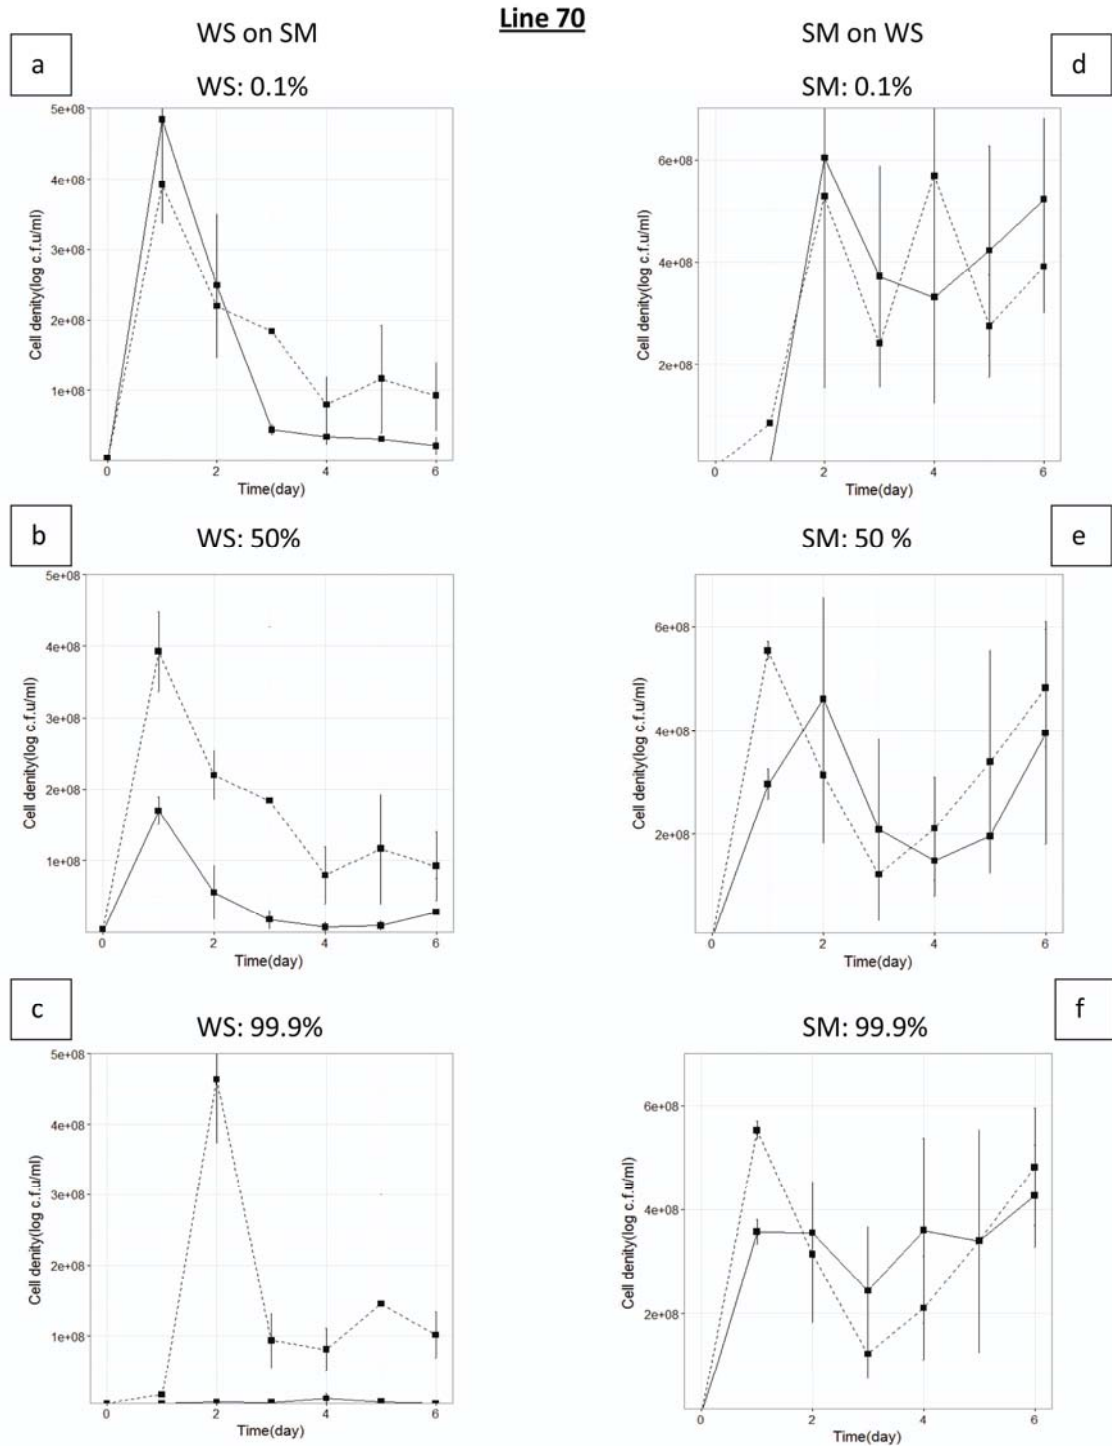 Line 70
a
WS on SM
WS: 0.1%
5e+08
4e+08
3e+08
2e+08
1e+08
Cell denity(log c.f.u/ml)
0
2
4
6
Time(day)
SM on WS
d
SM: 0.1%
6e+08
4e+08
2e+08
Cell denity(log c.f.u/ml)
0
2
4
6
Time(day)
b
WS: 50%
5e+08
4e+08
3e+08
2e+08
1e+08
Cell denity(log c.f.u/ml)
0
2
4
6
Time(day)
SM: 50 %
e
6e+08
4e+08
2e+08
Cell denity(log c.f.u/ml)
0
2
4
6
Time(day)
c
WS: 99.9%
5e+08
4e+08
3e+08
2e+08
1e+08
Cell denity(log c.f.u/ml)
0
2
4
6
Time(day)
SM: 99.9%
f
6e+08
4e+08
2e+08
Cell denity(log c.f.u/ml)
0
2
4
6
Time(day)